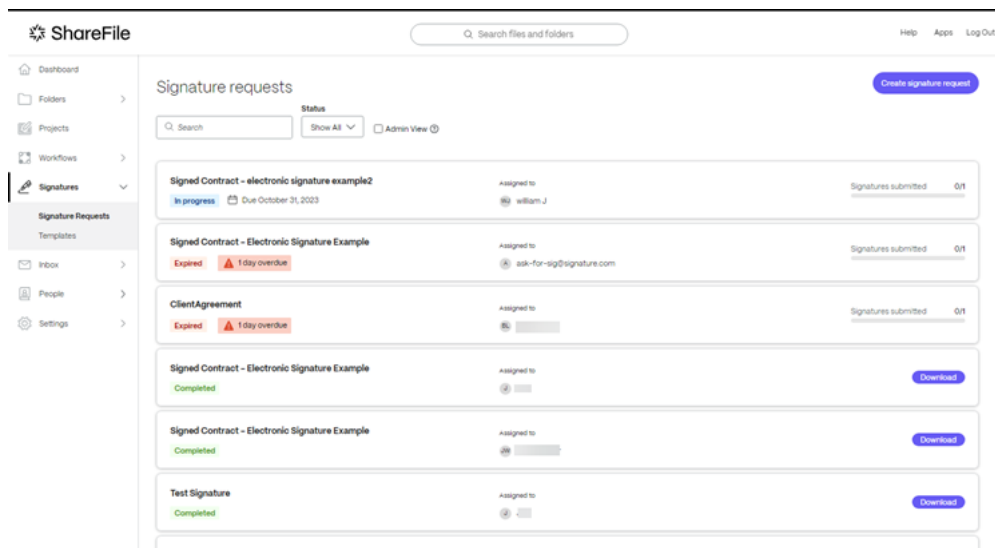 ShareFile
Search files and folders
Help Apps Log Out
Dashboard
Folders
Projects
Workflows
Signatures
Signature Requests
Templates
Inbox
People
Settings
Signature requests
Create signature request
Status
Search
Show All
Admin View
Signed Contract - electronic signature example2
In progress Due October 31, 2023
Assigned to
william J
Signatures submitted 0/1
Signed Contract - Electronic Signature Example
Expired 1 day overdue
Assigned to
A ask-for-sig@signature.com
Signatures submitted 0/1
ClientAgreement
Expired 1 day overdue
Assigned to
BL
Signatures submitted 0/1
Signed Contract - Electronic Signature Example
Completed
Assigned to
J
Download
Signed Contract - Electronic Signature Example
Completed
Assigned to
JW
Download
Test Signature
Completed
Assigned to
J
Download